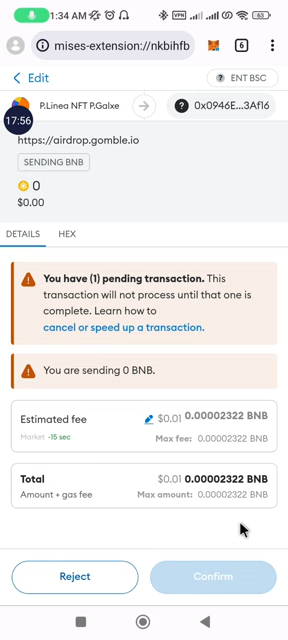 1:34 AM
VPN
63
mises-extension://nkbihfb
6
Edit
ENT BSC
P.Linea NFT P.Galxe
0x0946E...3Af16
17:56
https://airdrop.gomble.io
SENDING BNB
0
$0.00
DETAILS
HEX
You have (1) pending transaction. This
transaction will not process until that one is
complete. Learn how to
cancel or speed up a transaction.
You are sending 0 BNB.
Estimated fee
$0.01 0.00002322 BNB
Market ~15 sec
Max fee: 0.00002322 BNB
Total
$0.01 0.00002322 BNB
Amount + gas fee
Max amount: 0.00002322 BNB
Reject
Confirm